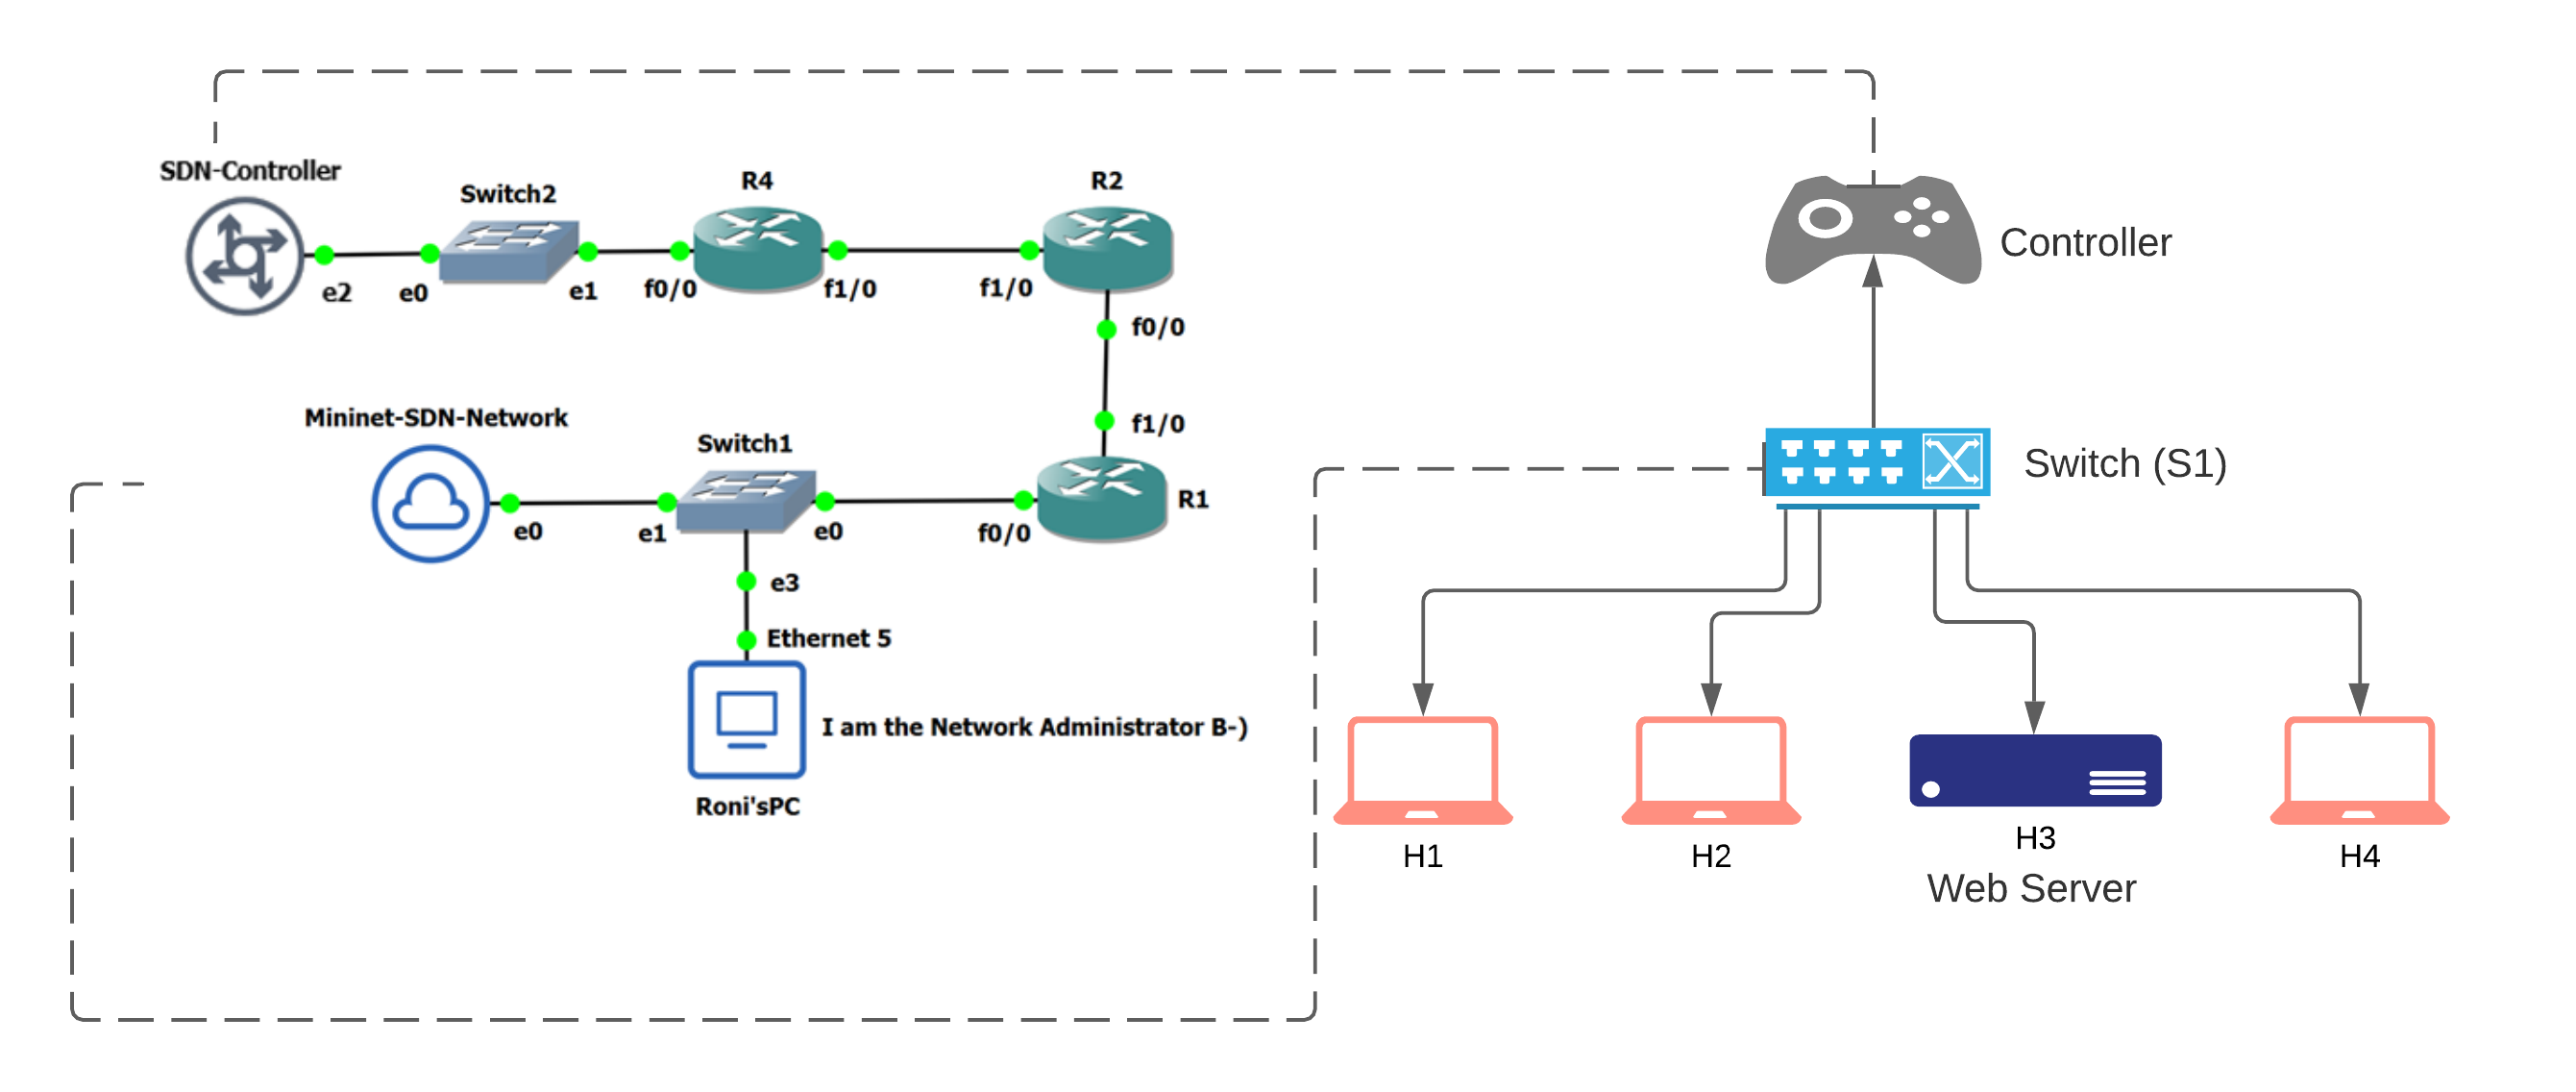 SDN-Controller
Switch2
R4
R2
e2
e0
e1
f0/0
f1/0
f1/0
f0/0
f1/0
Mininet-SDN-Network
Switch1
R1
e0
e1
e0
f0/0
e3
Ethernet 5
I am the Network Administrator B-)
Roni'sPC
Controller
Switch (S1)
H1
H2
H3
Web Server
H4